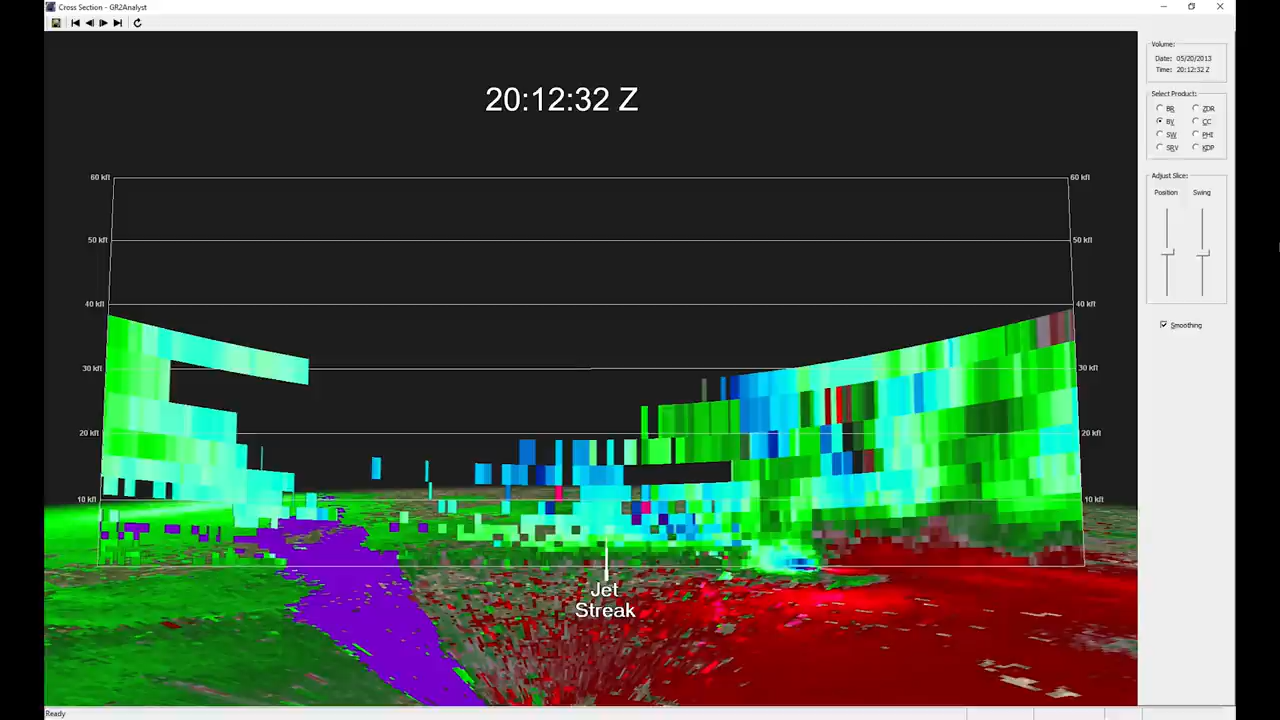 Cross Section - GR2Analyst
Volume:
Date: 05/20/2013
Time: 20:12:32 Z
20:12:32 Z
Select Product:
BR ZDR
BV CC
SW PHI
SRV KDP
Adjust Slice:
Position Swing
Smoothing
60 kft 60 kft
50 kft 50 kft
40 kft 40 kft
30 kft 30 kft
20 kft 20 kft
10 kft 10 kft
Jet
Streak
Ready